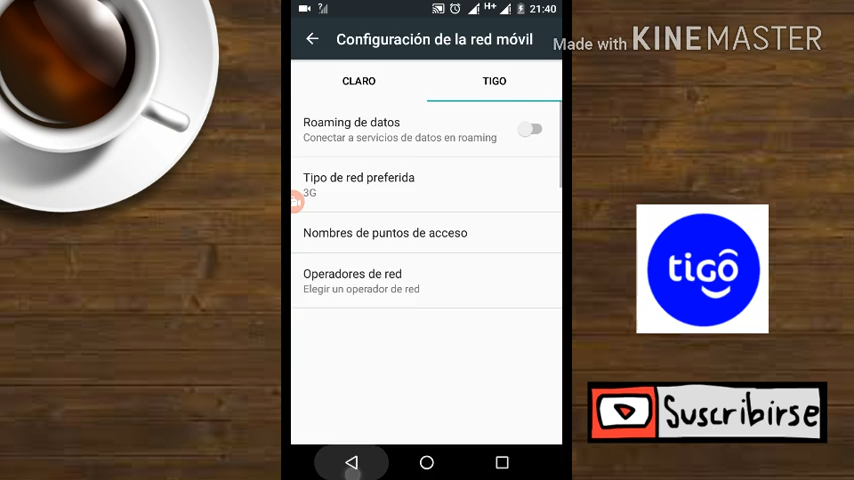 21:40
Configuración de la red móvil
Made with KINEMASTER
CLARO
TIGO
Roaming de datos
Conectar a servicios de datos en roaming
Tipo de red preferida
3G
Nombres de puntos de acceso
Operadores de red
Elegir un operador de red
tigo
Suscribirse